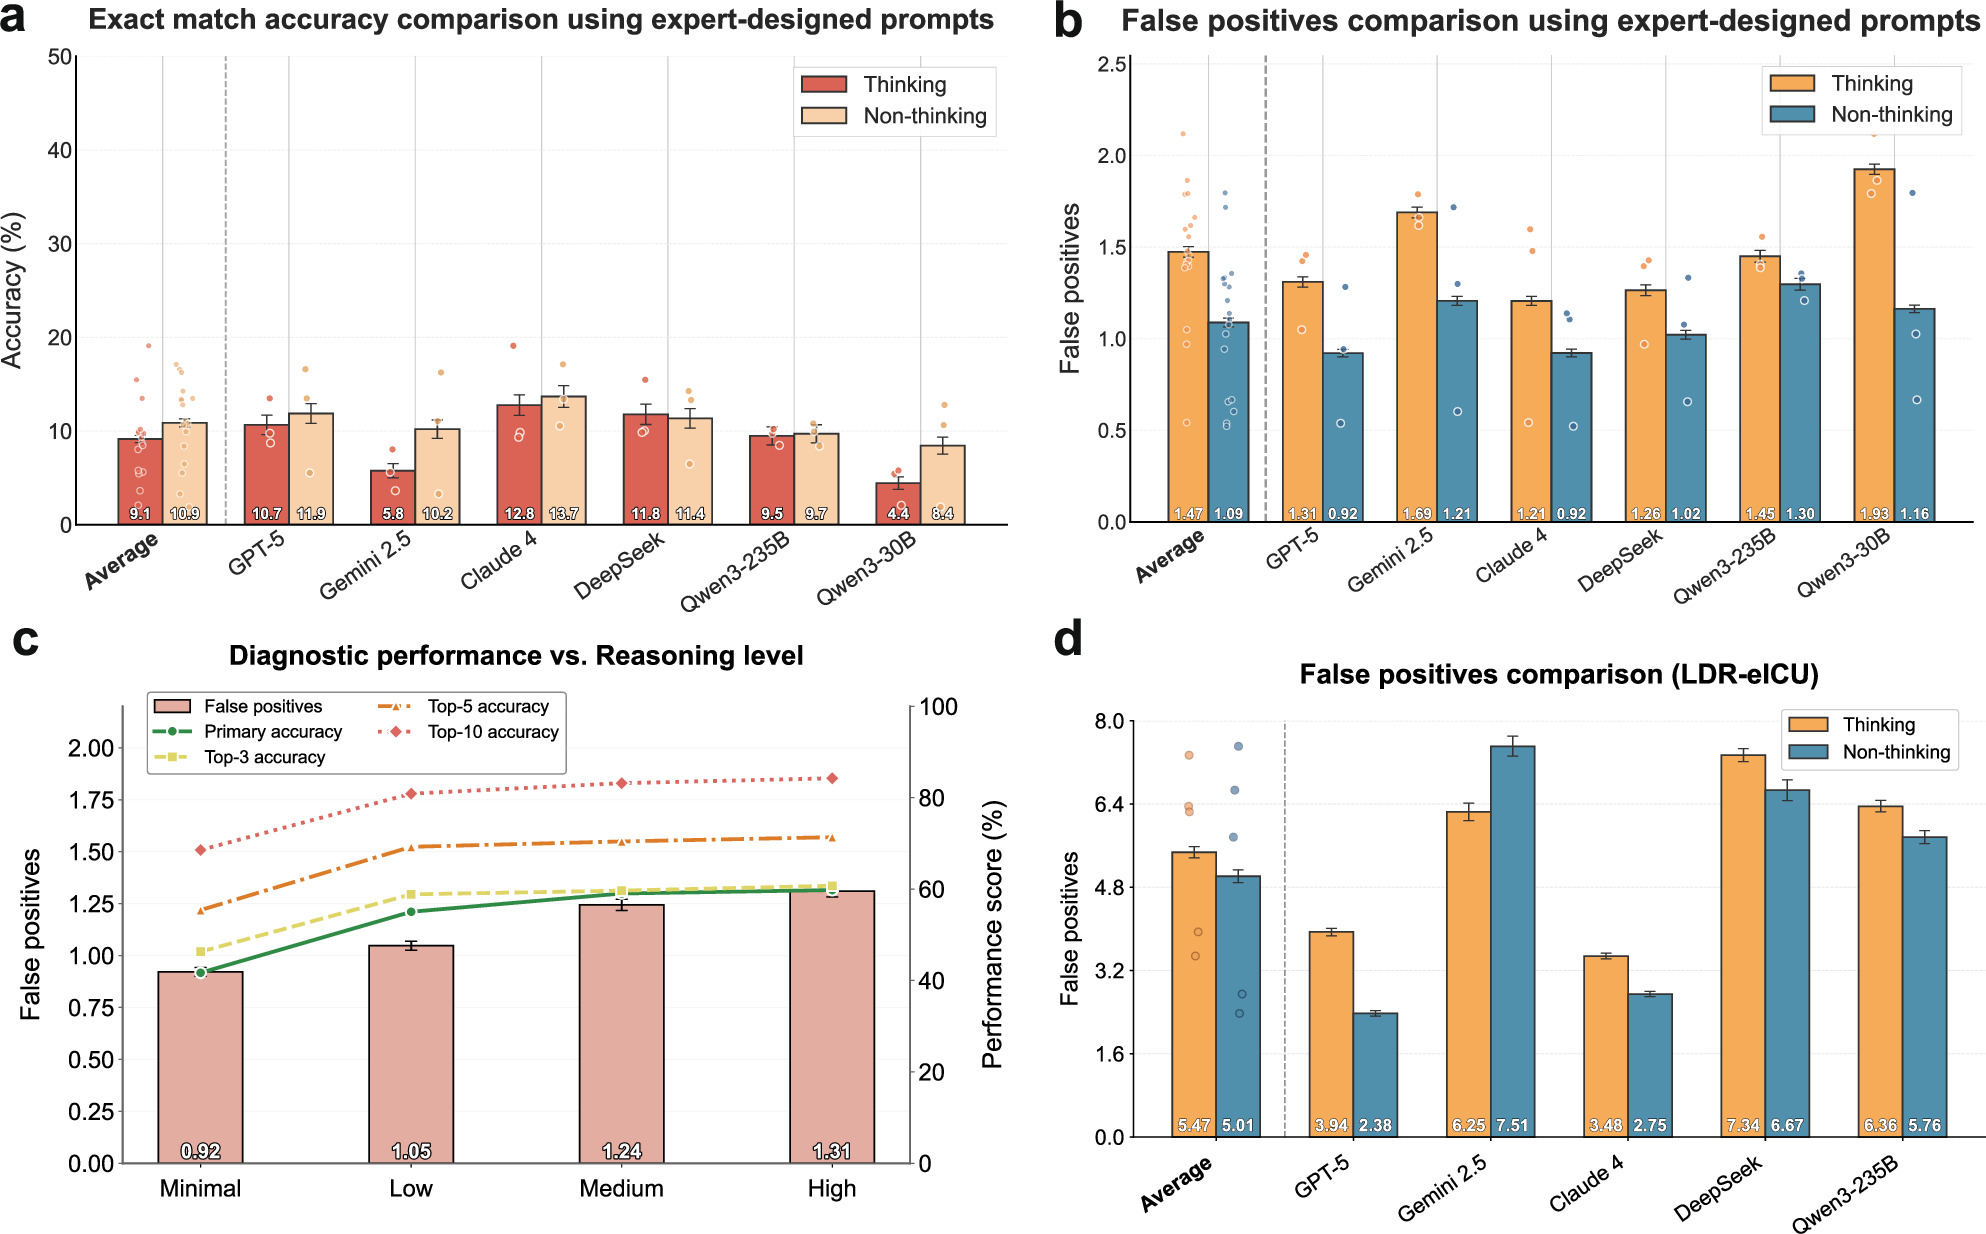 a
Exact match accuracy comparison using expert-designed prompts
Accuracy (%)
50
40
30
20
10
0
Thinking
Non-thinking
9.1 10.9 10.7 11.9 5.8 10.2 12.8 13.7 11.8 11.4 9.5 9.7 4.4 8.4
Average GPT-5 Gemini 2.5 Claude 4 DeepSeek Qwen3-235B Qwen3-30B
b
False positives comparison using expert-designed prompts
False positives
2.5
2.0
1.5
1.0
0.5
0.0
Thinking
Non-thinking
1.47 1.09 1.31 0.92 1.69 1.21 1.21 0.92 1.26 1.02 1.45 1.30 1.93 1.16
Average GPT-5 Gemini 2.5 Claude 4 DeepSeek Qwen3-235B Qwen3-30B
c
Diagnostic performance vs. Reasoning level
False positives
Primary accuracy
Top-3 accuracy
Top-5 accuracy
Top-10 accuracy
False positives
2.00
1.75
1.50
1.25
1.00
0.75
0.50
0.25
0.00
100
80
60
40
20
0
Performance score (%)
0.92 1.05 1.24 1.31
Minimal Low Medium High
d
False positives comparison (LDR-eICU)
False positives
8.0
6.4
4.8
3.2
1.6
0.0
Thinking
Non-thinking
5.47 5.01 3.94 2.38 6.25 7.51 3.48 2.75 7.34 6.67 6.36 5.76
Average GPT-5 Gemini 2.5 Claude 4 DeepSeek Qwen3-235B